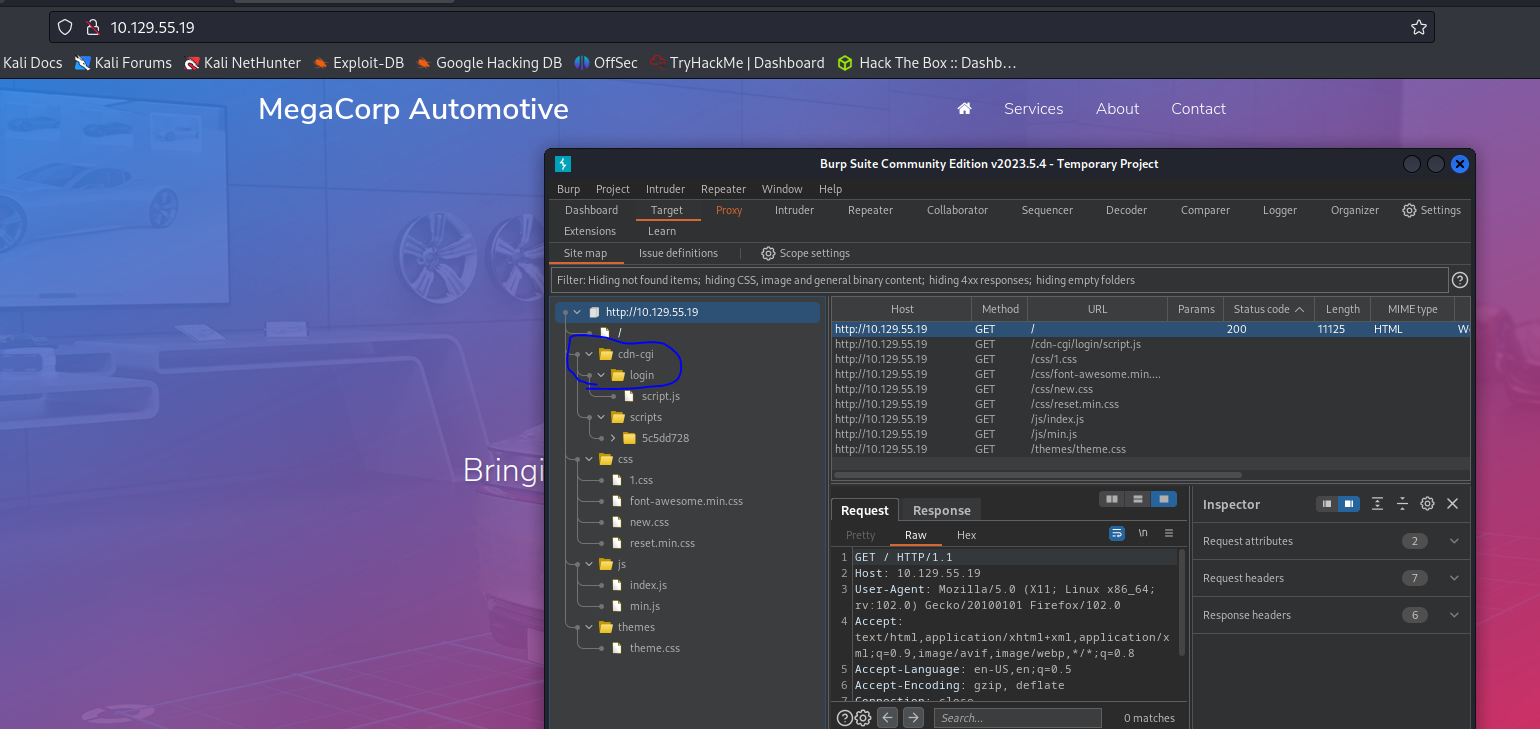 10.129.55.19
Kali Docs Kali Forums Kali NetHunter Exploit-DB Google Hacking DB OffSec TryHackMe | Dashboard Hack The Box :: Dashb…
MegaCorp Automotive Services About Contact
Bringi
Burp Suite Community Edition v2023.5.4 - Temporary Project
Burp Project Intruder Repeater Window Help
Dashboard Target Proxy Intruder Repeater Collaborator Sequencer Decoder Comparer Logger Organizer Settings
Extensions Learn
Site map Issue definitions Scope settings
Filter: Hiding not found items; hiding CSS, image and general binary content; hiding 4xx responses; hiding empty folders
http://10.129.55.19
/
cdn-cgi
login
script.js
scripts
5c5dd728
css
1.css
font-awesome.min.css
new.css
reset.min.css
js
index.js
min.js
themes
theme.css
Host Method URL Params Status code Length MIME type
http://10.129.55.19 GET / 200 11125 HTML W
http://10.129.55.19 GET /cdn-cgi/login/script.js
http://10.129.55.19 GET /css/1.css
http://10.129.55.19 GET /css/font-awesome.min....
http://10.129.55.19 GET /css/new.css
http://10.129.55.19 GET /css/reset.min.css
http://10.129.55.19 GET /js/index.js
http://10.129.55.19 GET /js/min.js
http://10.129.55.19 GET /themes/theme.css
Request Response
Pretty Raw Hex \n
1 GET / HTTP/1.1
2 Host: 10.129.55.19
3 User-Agent: Mozilla/5.0 (X11; Linux x86_64;
rv:102.0) Gecko/20100101 Firefox/102.0
4 Accept:
text/html,application/xhtml+xml,application/x
ml;q=0.9,image/avif,image/webp,*/*;q=0.8
5 Accept-Language: en-US,en;q=0.5
6 Accept-Encoding: gzip, deflate
7 Connection: close
Search... 0 matches
Inspector
Request attributes 2
Request headers 7
Response headers 6